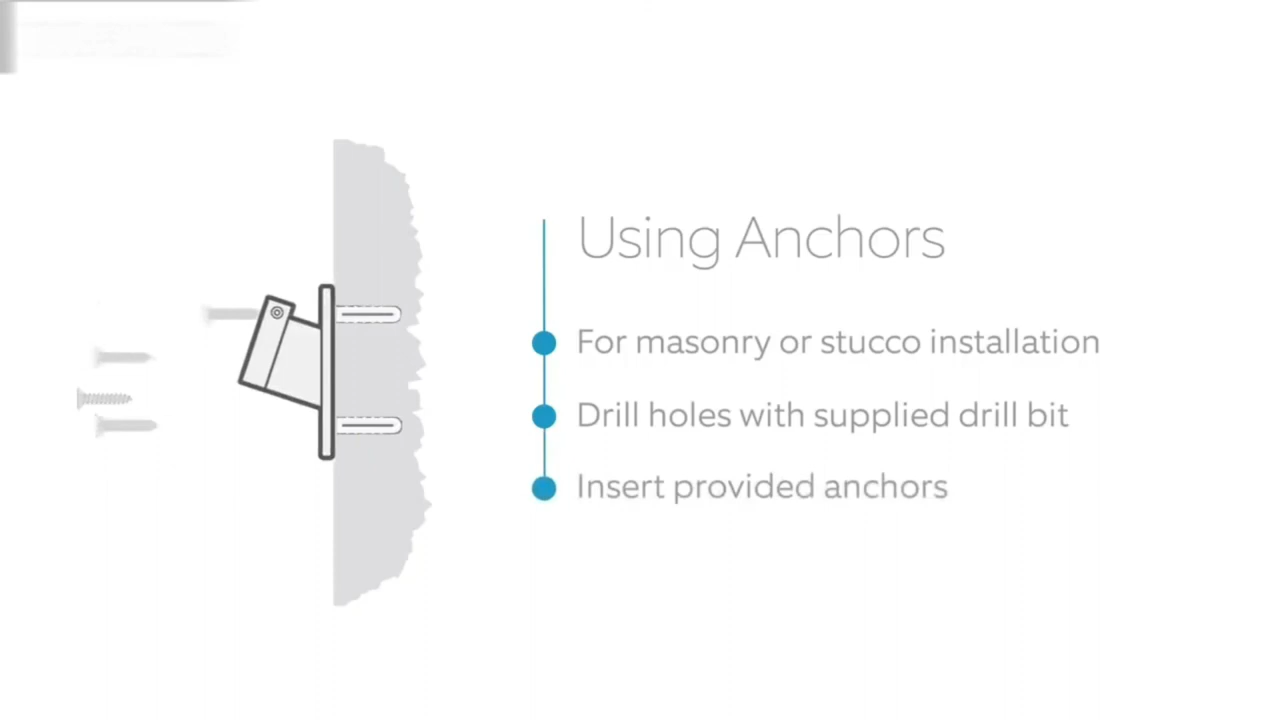 Using Anchors
For masonry or stucco installation
Drill holes with supplied drill bit
Insert provided anchors